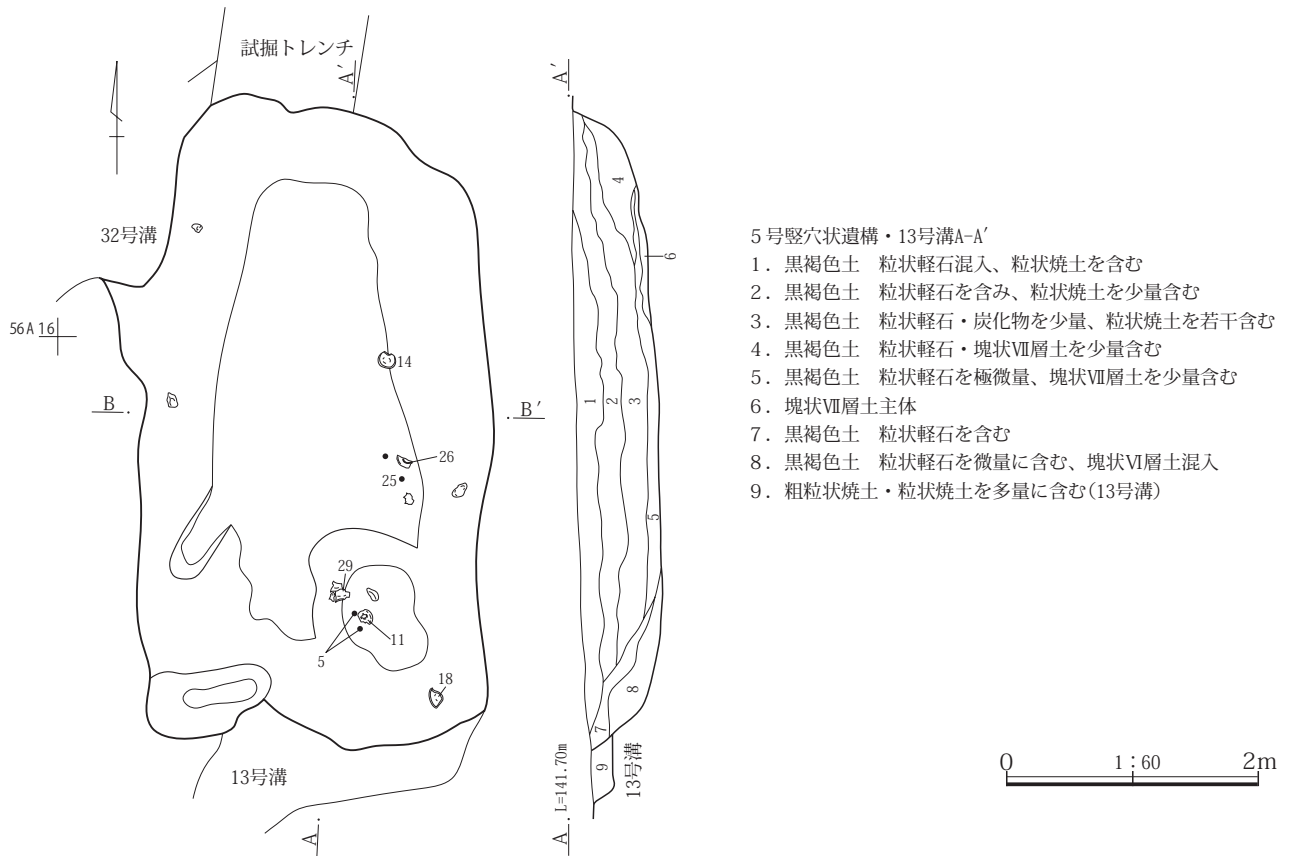 試掘トレンチ
A′
A′
32号溝
56A16
B
B′
14
26
25
29
11
5
18
13号溝
A
1
2
3
4
5
6
7
8
9
A
L=141.70m
13号溝
5号竪穴状遺構・13号溝A-A′
1．黒褐色土　粒状軽石混入、粒状焼土を含む
2．黒褐色土　粒状軽石を含み、粒状焼土を少量含む
3．黒褐色土　粒状軽石・炭化物を少量、粒状焼土を若干含む
4．黒褐色土　粒状軽石・塊状Ⅶ層土を少量含む
5．黒褐色土　粒状軽石を極微量、塊状Ⅶ層土を少量含む
6．塊状Ⅶ層土主体
7．黒褐色土　粒状軽石を含む
8．黒褐色土　粒状軽石を微量に含む、塊状Ⅵ層土混入
9．粗粒状焼土・粒状焼土を多量に含む(13号溝)
0　1：60　2m